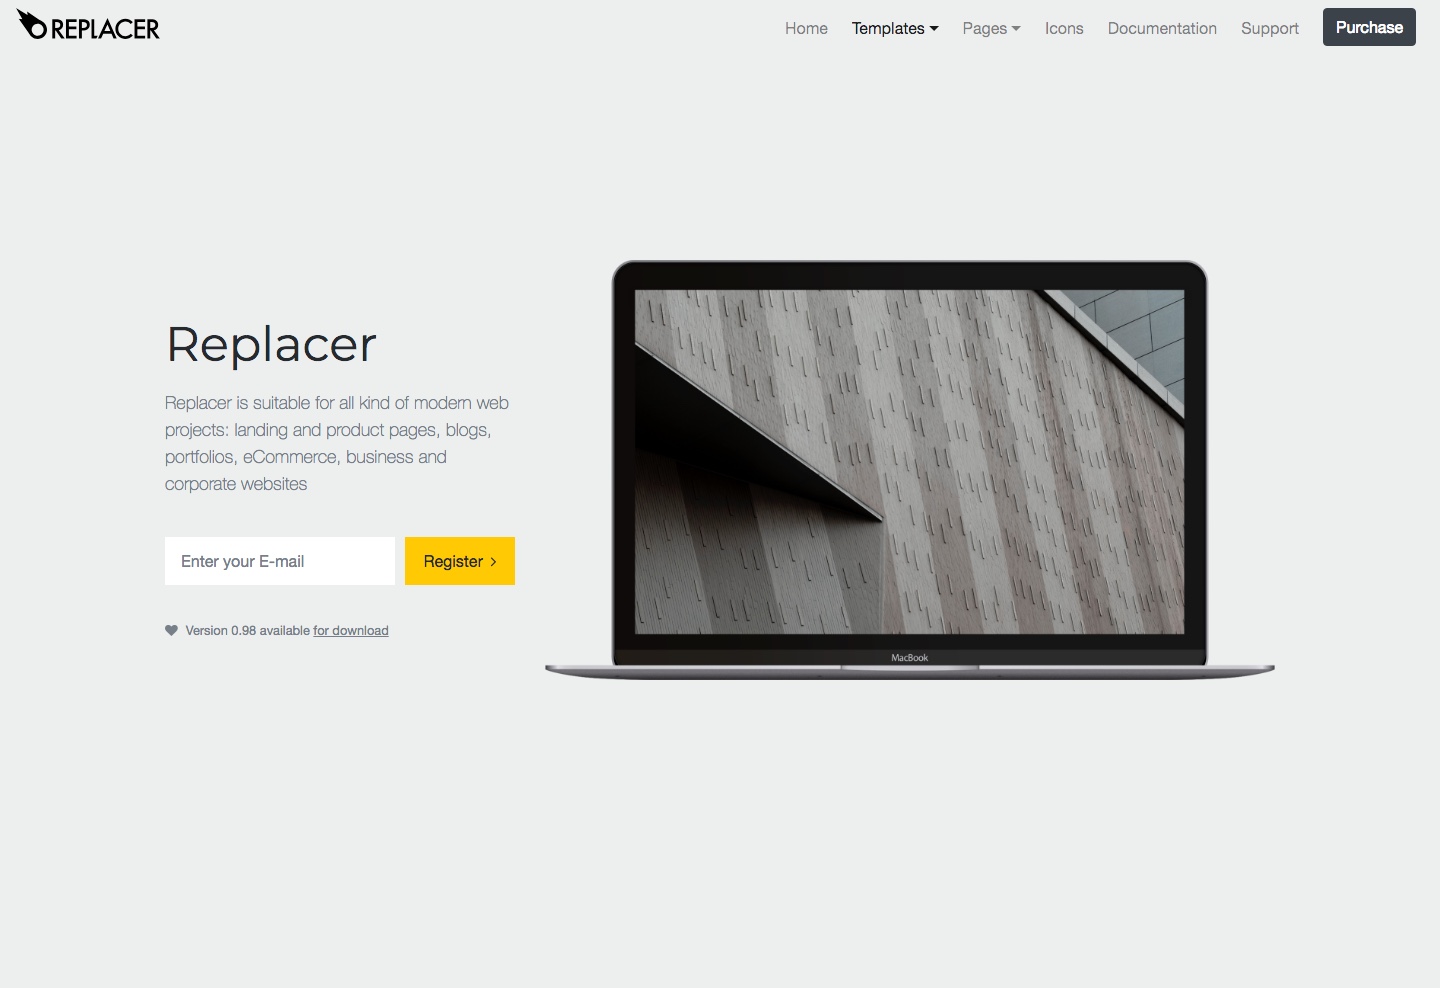 REPLACER
Home Templates Pages Icons Documentation Support Purchase
Replacer
Replacer is suitable for all kind of modern web
projects: landing and product pages, blogs,
portfolios, eCommerce, business and
corporate websites
Enter your E-mail
Register
Version 0.98 available for download
MacBook